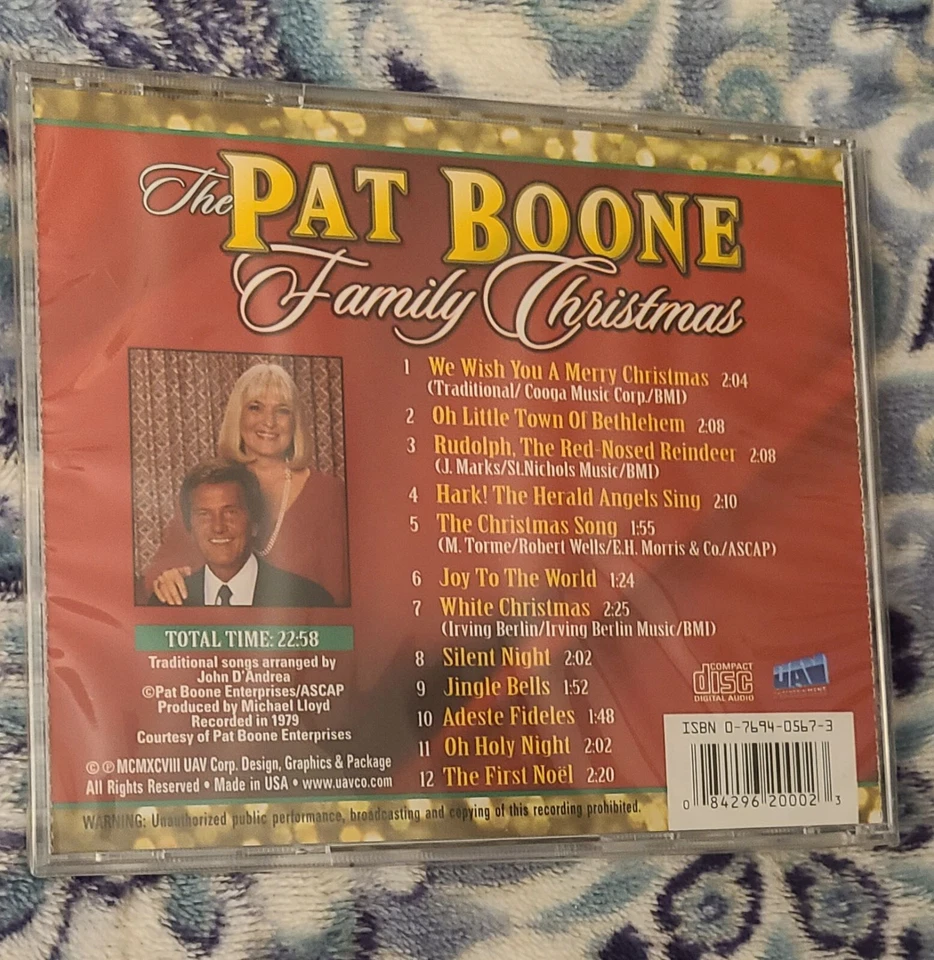 The PAT BOONE
Family Christmas
1 We Wish You A Merry Christmas 2:04
(Traditional/ Cooga Music Corp./BMI)
2 Oh Little Town Of Bethlehem 2:08
3 Rudolph, The Red-Nosed Reindeer 2:08
(J. Marks/St.Nichols Music/BMI)
4 Hark! The Herald Angels Sing 2:10
5 The Christmas Song 1:55
(M. Torme/Robert Wells/E.H. Morris & Co./ASCAP)
6 Joy To The World 1:24
7 White Christmas 2:25
(Irving Berlin/Irving Berlin Music/BMI)
8 Silent Night 2:02
9 Jingle Bells 1:52
10 Adeste Fideles 1:48
11 Oh Holy Night 2:02
12 The First Noël 2:20
TOTAL TIME: 22:58
Traditional songs arranged by
John D'Andrea
©Pat Boone Enterprises/ASCAP
Produced by Michael Lloyd
Recorded in 1979
Courtesy of Pat Boone Enterprises
© ℗ MCMXCVIII UAV Corp. Design, Graphics & Package
All Rights Reserved • Made in USA • www.uavco.com
WARNING: Unauthorized public performance, broadcasting and copying of this recording prohibited.
COMPACT
disc
DIGITAL AUDIO
UAV
ISBN 0-7694-0567-3
0 84296 20002 3